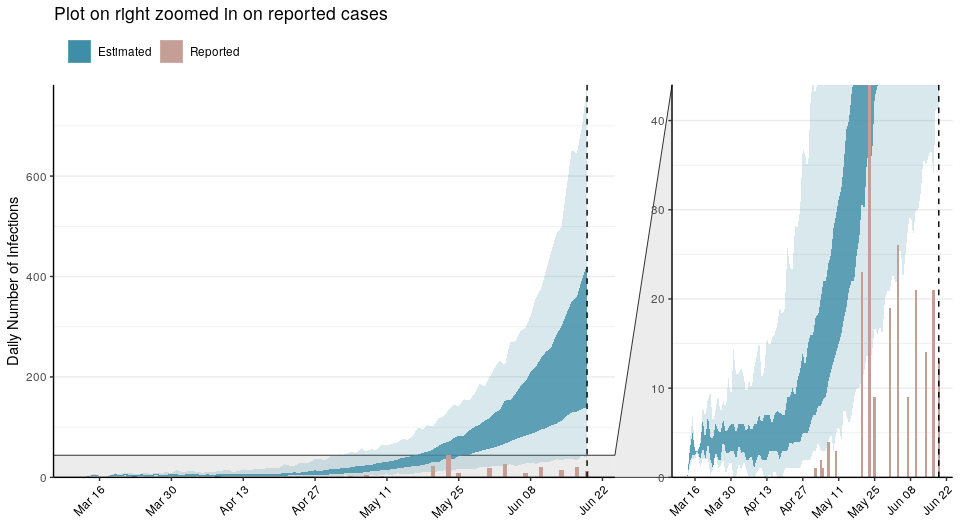 Plot on right zoomed in on reported cases
Estimated Reported
Daily Number of Infections
600
400
200
0
Mar 16 Mar 30 Apr 13 Apr 27 May 11 May 25 Jun 08 Jun 22
40
30
20
10
0
Mar 16 Mar 30 Apr 13 Apr 27 May 11 May 25 Jun 08 Jun 22